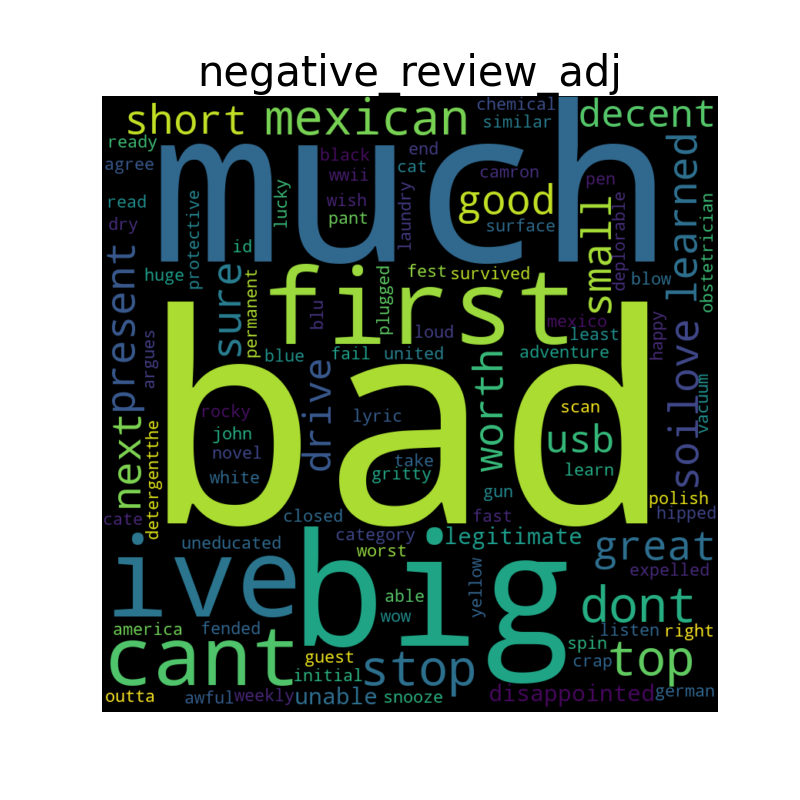 negative_review_adj
short
mexican
chemical
similar
decent
ready
agree
much
black
wwii
end
cat
camron
pen
read
dry
protective
lucky
wish
pant
laundry
good
surface
small
deplorable
learned
obstetrician
id
huge
sure
permanent
present
argues
first
blu
plugged
fest
survived
loud
blow
mexico
least
happy
blue
fail
united
adventure
soilove
vacuum
bad
drive
worth
rocky
john
novel
white
lyric
take
gritty
scan
usb
learn
next
detergentthe
cate
closed
gun
fast
polish
hipped
uneducated
category
worst
legitimate
great
expelled
ive
big
able
wow
yellow
dont
america
fended
listen
right
cant
guest
initial
stop
spin
crap
top
outta
awful
weekly
unable
snooze
disappointed
german